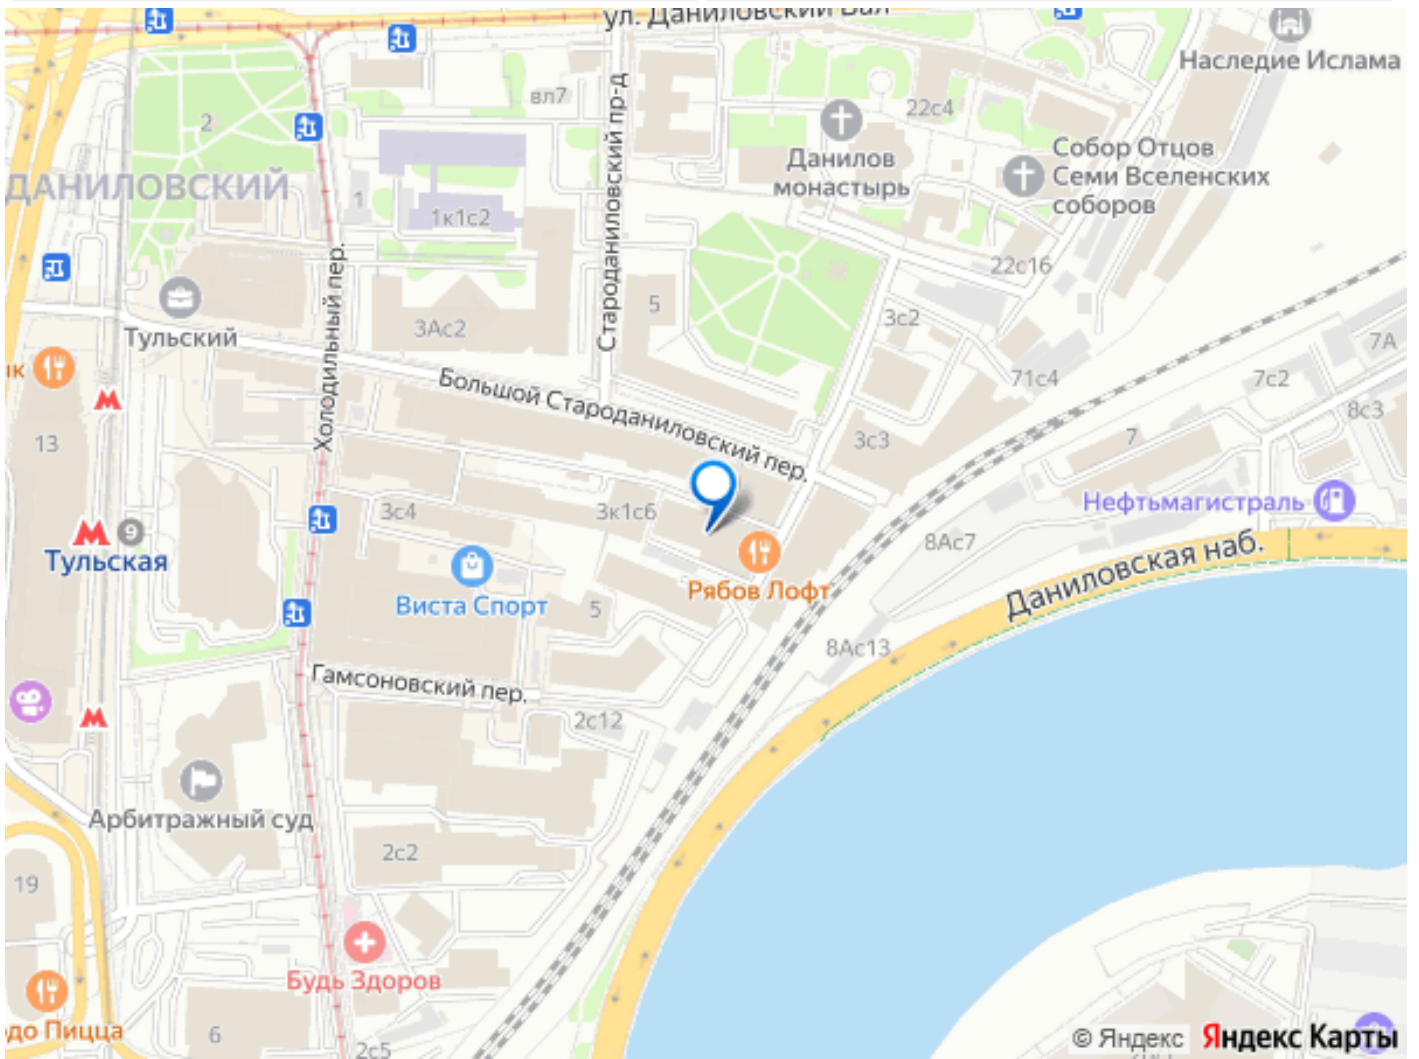 ул. Даниловский Вал
Наследие Ислама
вл7
2
22с4
Данилов
монастырь
Собор Отцов
Семи Вселенских
соборов
ДАНИЛОВСКИЙ
1
1к1с2
Староданиловский пр-д
Холодильный пер.
22с16
5
3с2
3Ас2
Тульский
7А
7с2
71с4
8с3
Большой Староданиловский пер.
13
3с3
7
Нефтьмагистраль
3с4
3к1с6
9
Тульская
8Ас7
Даниловская наб.
Виста Спорт
Рябов Лофт
5
8Ас13
Гамсоновский пер.
2с12
Арбитражный суд
2с2
19
Будь Здоров
6
2с5
© Яндекс Яндекс Карты